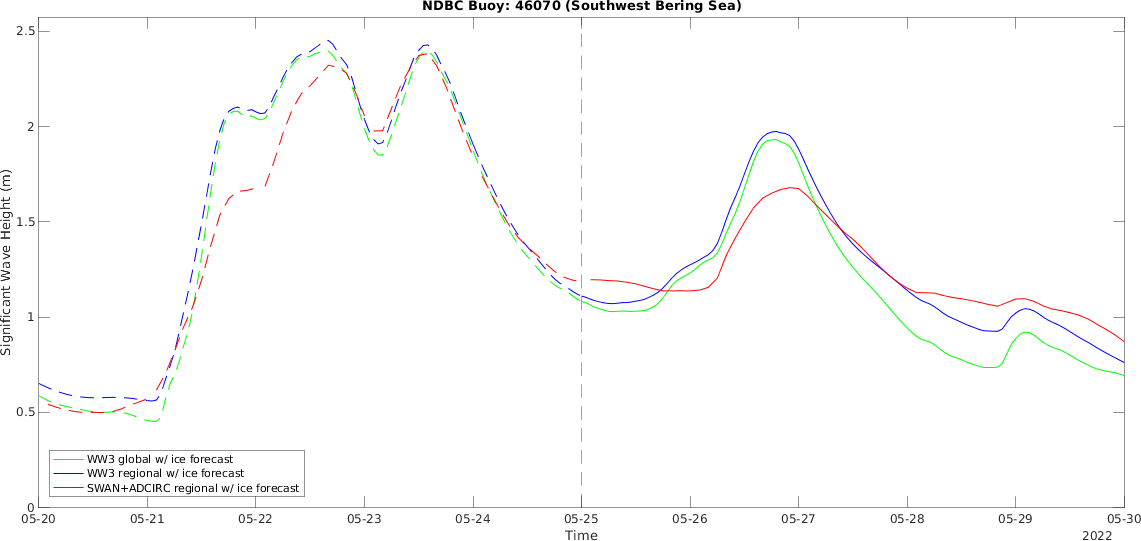 NDBC Buoy: 46070 (Southwest Bering Sea)
2.5
2
1.5
1
0.5
0
Significant Wave Height (m)
WW3 global w/ ice forecast
WW3 regional w/ ice forecast
SWAN+ADCIRC regional w/ ice forecast
05-20 05-21 05-22 05-23 05-24 05-25 05-26 05-27 05-28 05-29 05-30
Time
2022